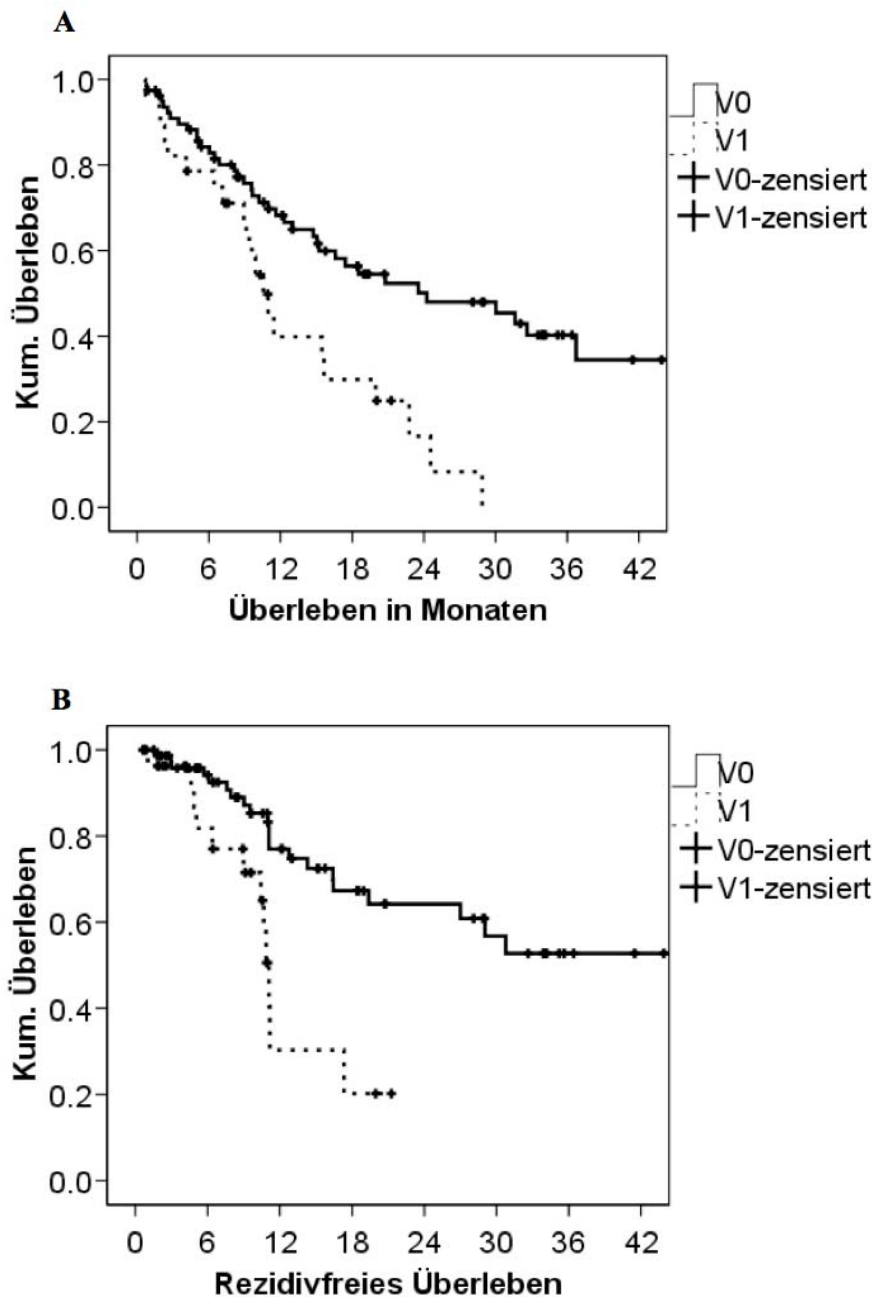 A
1.0
0.8
0.6
0.4
0.2
0.0
Kum. Überleben
0 6 12 18 24 30 36 42
Überleben in Monaten
V0
V1
V0-zensiert
V1-zensiert
B
1.0
0.8
0.6
0.4
0.2
0.0
Kum. Überleben
0 6 12 18 24 30 36 42
Rezidivfreies Überleben
V0
V1
V0-zensiert
V1-zensiert